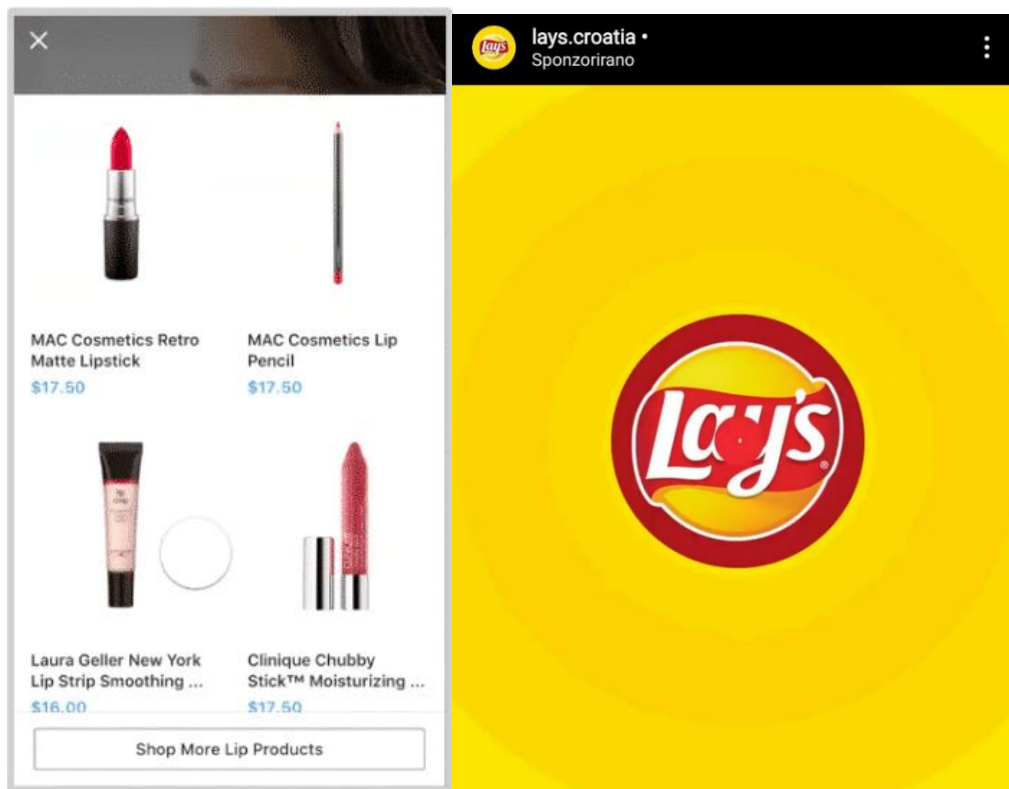 MAC Cosmetics Retro
Matte Lipstick
$17.50
MAC Cosmetics Lip
Pencil
$17.50
Laura Geller New York
Lip Strip Smoothing ...
$16.00
Clinique Chubby
Stick™ Moisturizing ...
$17.50
Shop More Lip Products
Lay's
lays.croatia •
Sponzorirano
Lay's®